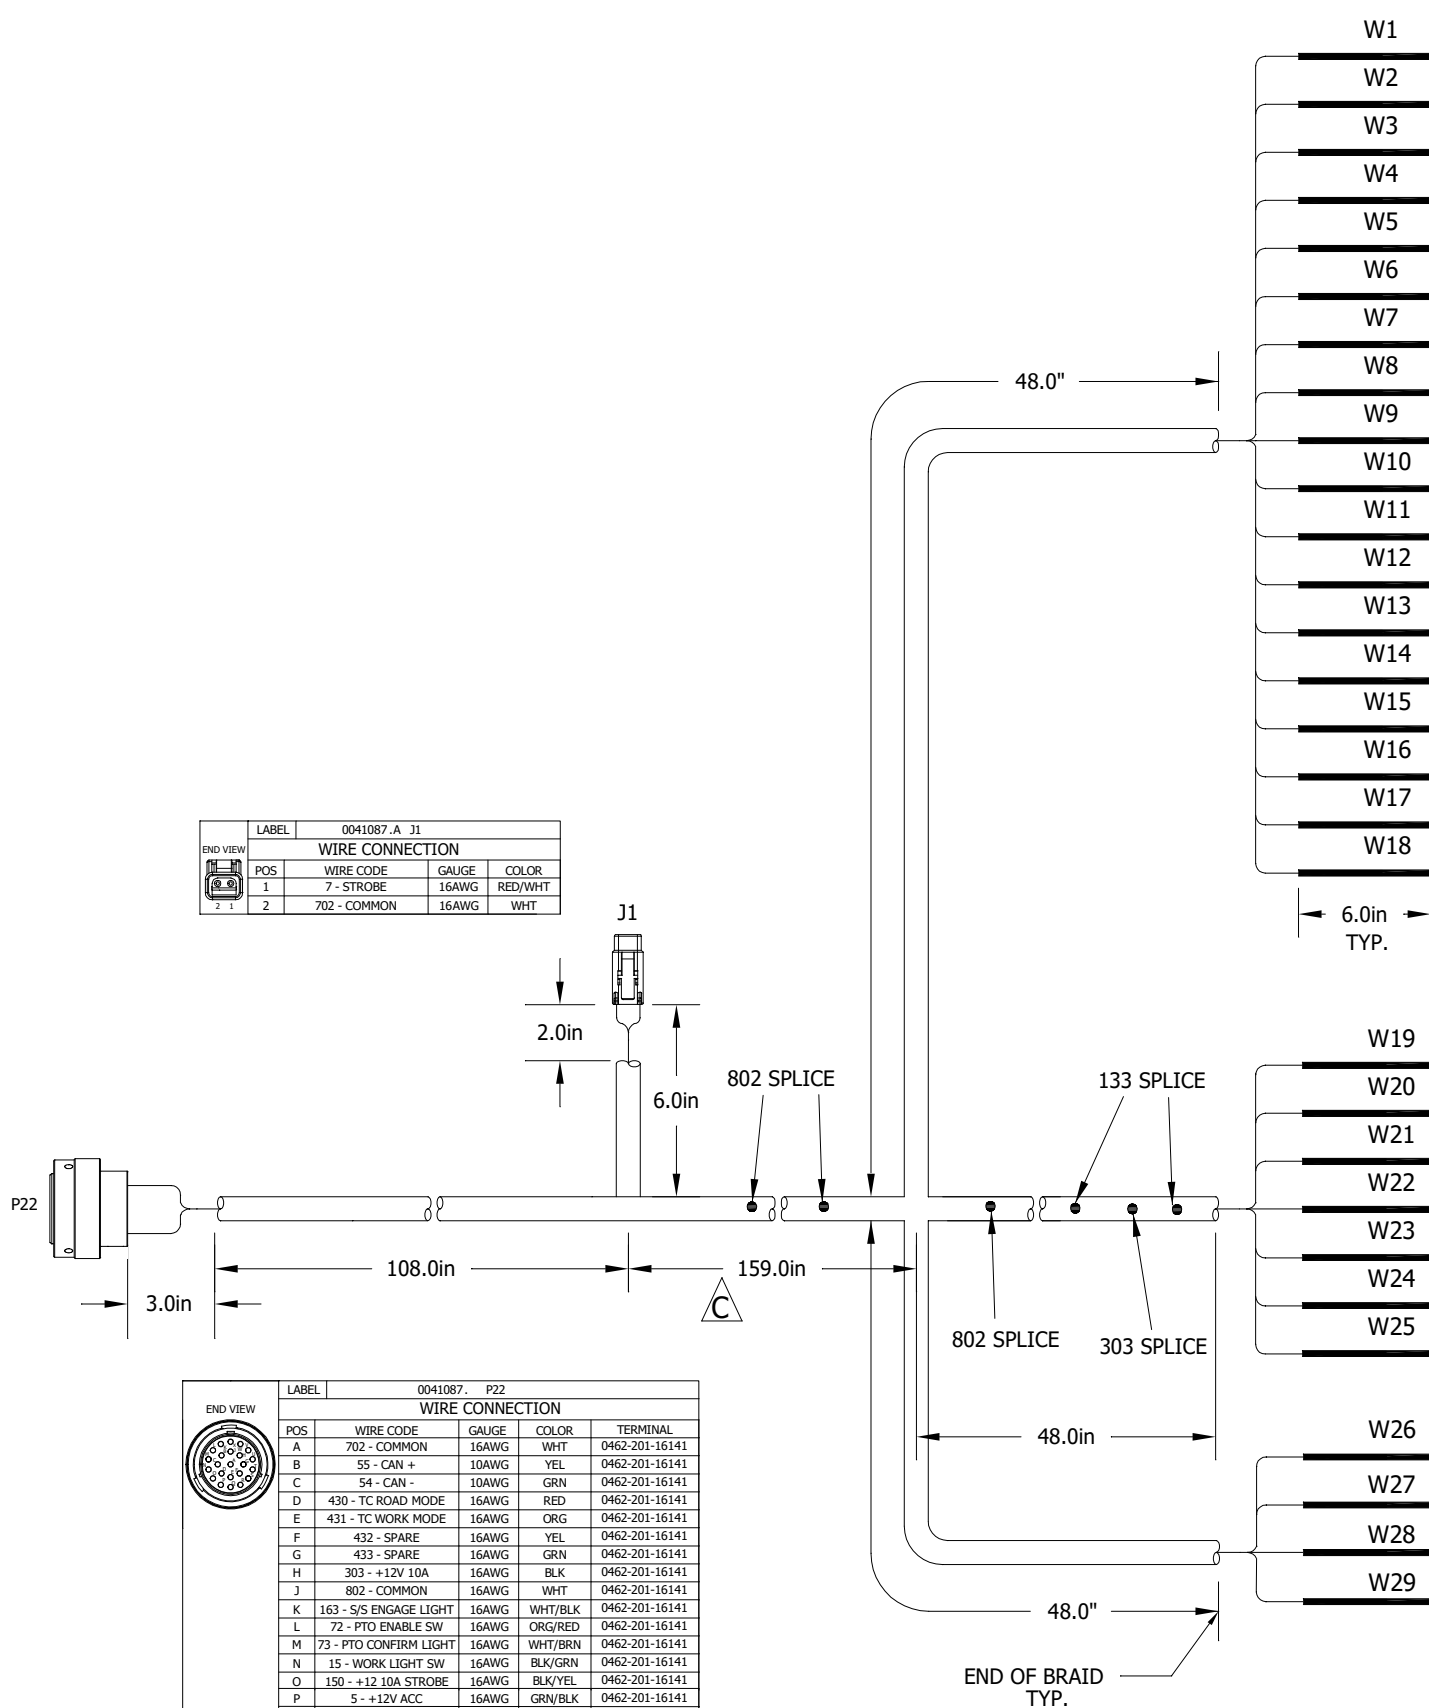 W1
W2
W3
W4
W5
W6
W7
W8
W9
W10
W11
W12
W13
W14
W15
W16
W17
W18
48.0"
6.0in
TYP.
LABEL 0041087.A J1
END VIEW WIRE CONNECTION
POS WIRE CODE GAUGE COLOR
1 7 - STROBE 16AWG RED/WHT
2 702 - COMMON 16AWG WHT
2 1
J1
2.0in
6.0in
802 SPLICE
133 SPLICE
W19
W20
W21
W22
W23
W24
W25
P22
108.0in
159.0in
C
3.0in
802 SPLICE
303 SPLICE
48.0in
W26
W27
W28
W29
48.0"
END OF BRAID
TYP.
LABEL 0041087. P22
END VIEW WIRE CONNECTION
POS WIRE CODE GAUGE COLOR TERMINAL
A 702 - COMMON 16AWG WHT 0462-201-16141
B 55 - CAN + 10AWG YEL 0462-201-16141
C 54 - CAN - 10AWG GRN 0462-201-16141
D 430 - TC ROAD MODE 16AWG RED 0462-201-16141
E 431 - TC WORK MODE 16AWG ORG 0462-201-16141
F 432 - SPARE 16AWG YEL 0462-201-16141
G 433 - SPARE 16AWG GRN 0462-201-16141
H 303 - +12V 10A 16AWG BLK 0462-201-16141
J 802 - COMMON 16AWG WHT 0462-201-16141
K 163 - S/S ENGAGE LIGHT 16AWG WHT/BLK 0462-201-16141
L 72 - PTO ENABLE SW 16AWG ORG/RED 0462-201-16141
M 73 - PTO CONFIRM LIGHT 16AWG WHT/BRN 0462-201-16141
N 15 - WORK LIGHT SW 16AWG BLK/GRN 0462-201-16141
O 150 - +12 10A STROBE 16AWG BLK/YEL 0462-201-16141
P 5 - +12V ACC 16AWG GRN/BLK 0462-201-16141